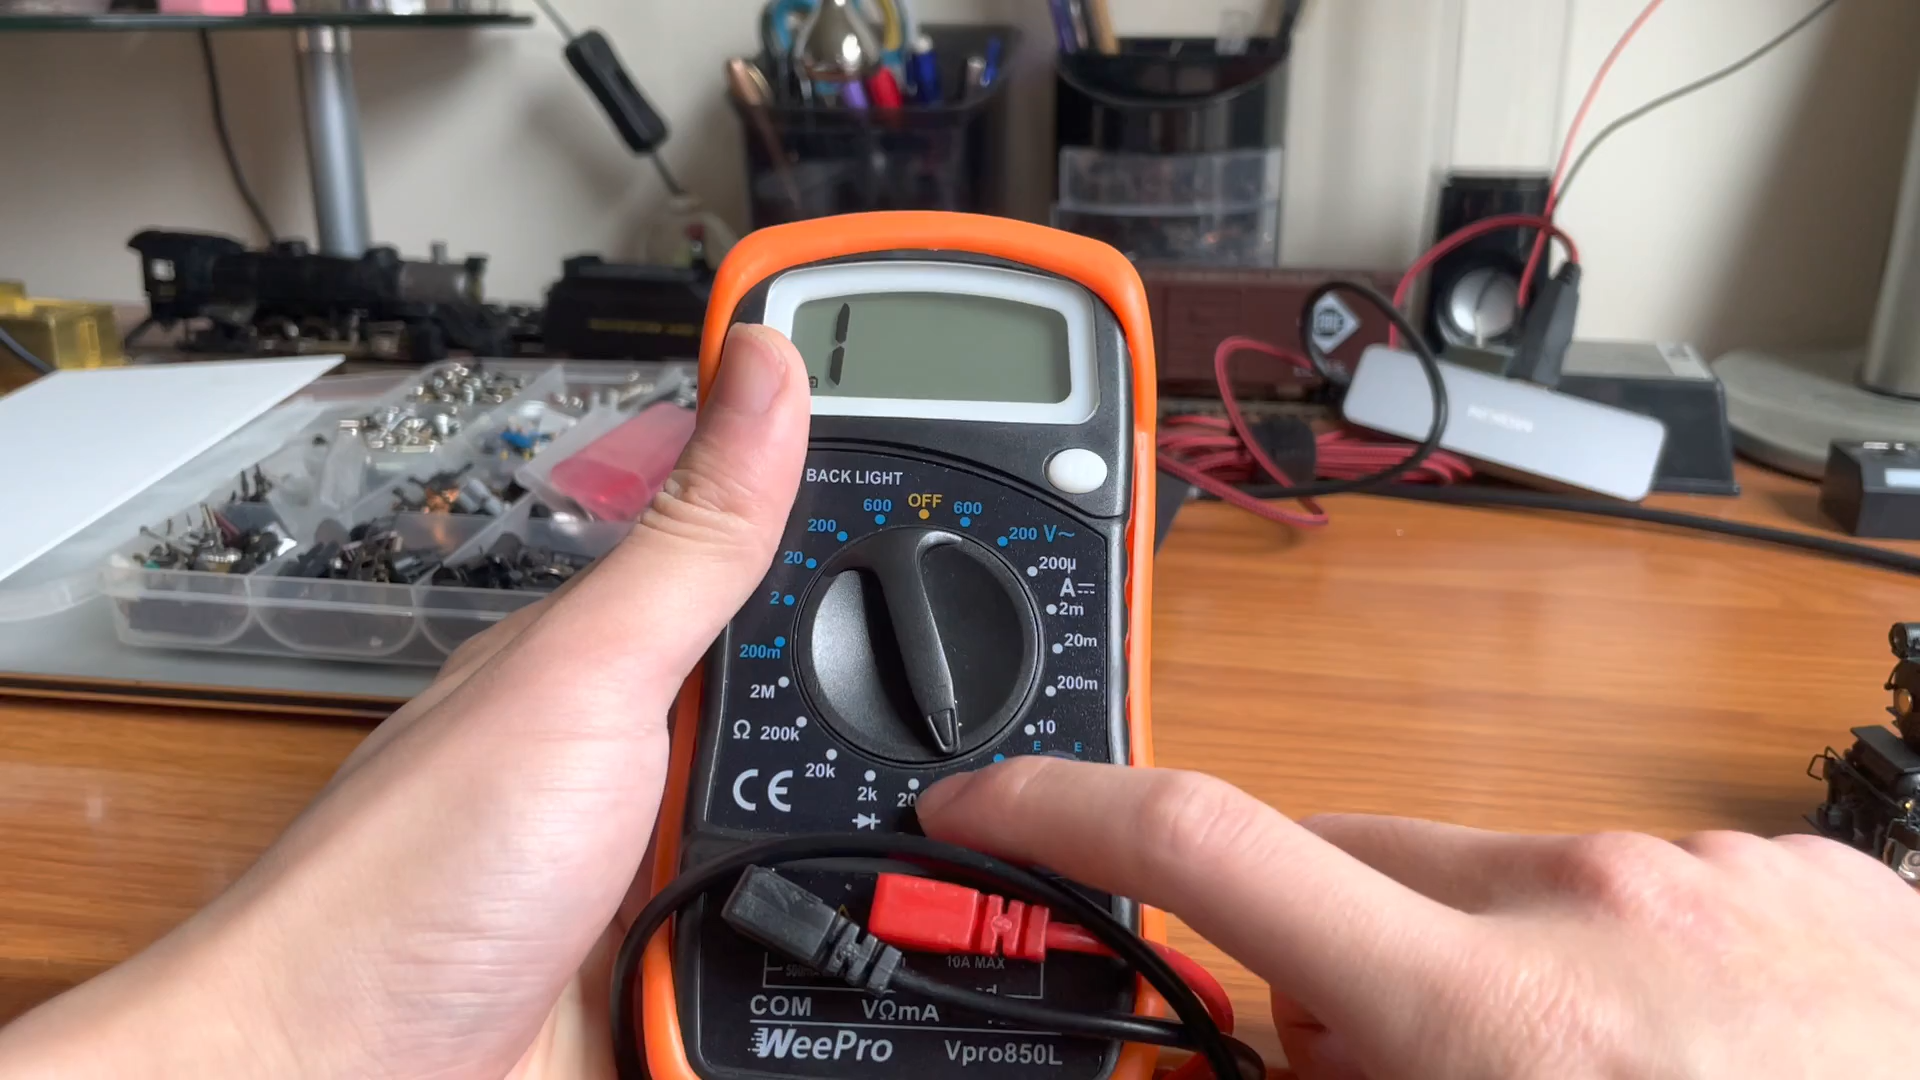 1
BACK LIGHT
OFF
600
600
200
200 V~
20
200µ
A
2
2m
20m
200m
200m
2M
10
Ω 200k
E E
20k
CE
2k
10A MAX
COM VΩmA
WeePro Vpro850L